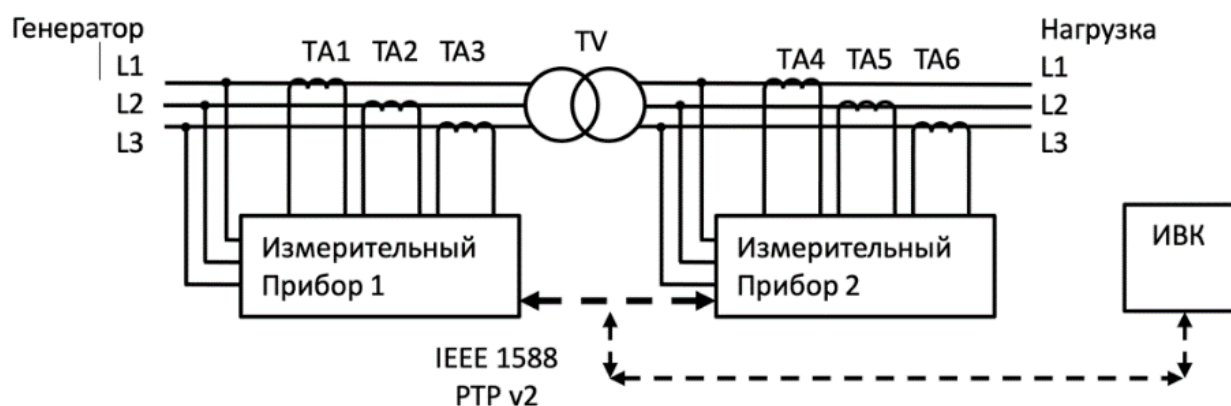 Генератор
L1
L2
L3
TA1
TA2
TA3
TV
TA4
TA5
TA6
Нагрузка
L1
L2
L3
Измерительный
Прибор 1
Измерительный
Прибор 2
ИВК
IEEE 1588
PTP v2